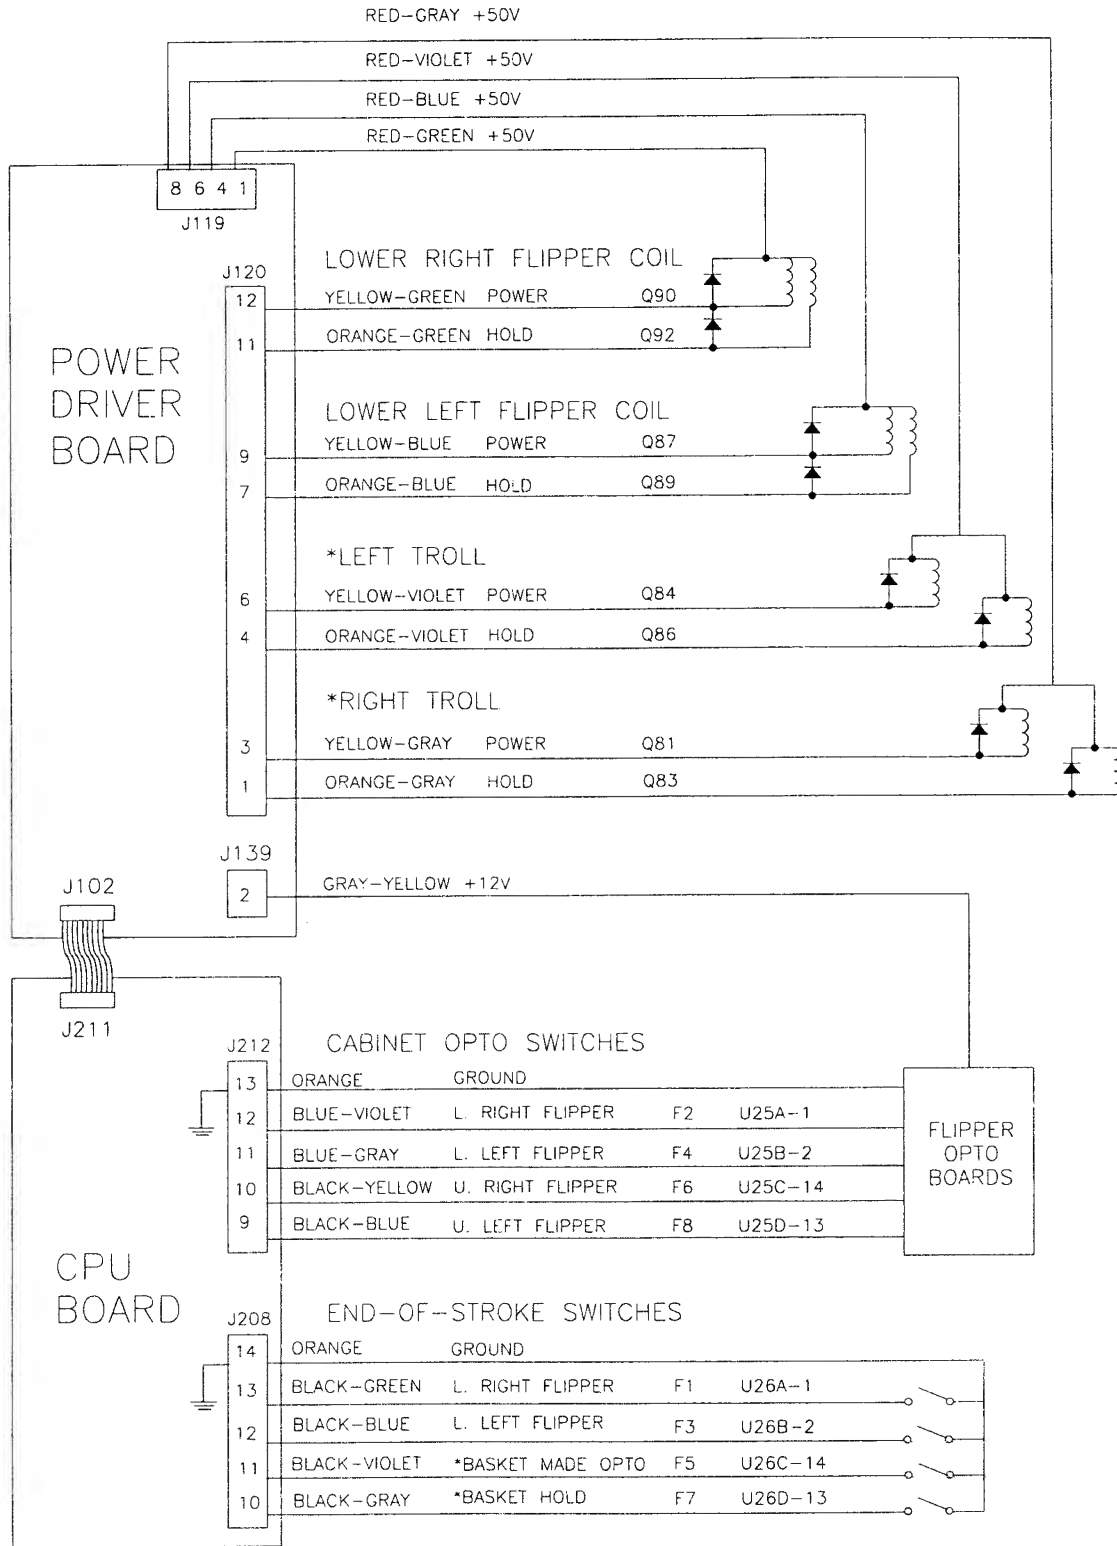 RED-GRAY +50V
RED-VIOLET +50V
RED-BLUE +50V
RED-GREEN +50V
8 6 4 1
J119
J120
LOWER RIGHT FLIPPER COIL
12 YELLOW-GREEN POWER Q90
11 ORANGE-GREEN HOLD Q92
POWER
DRIVER
BOARD
LOWER LEFT FLIPPER COIL
9 YELLOW-BLUE POWER Q87
7 ORANGE-BLUE HOLD Q89
*LEFT TROLL
6 YELLOW-VIOLET POWER Q84
4 ORANGE-VIOLET HOLD Q86
*RIGHT TROLL
3 YELLOW-GRAY POWER Q81
1 ORANGE-GRAY HOLD Q83
J139
2 GRAY-YELLOW +12V
J102
J211
J212
CABINET OPTO SWITCHES
13 ORANGE GROUND
12 BLUE-VIOLET L. RIGHT FLIPPER F2 U25A-1
11 BLUE-GRAY L. LEFT FLIPPER F4 U25B-2
10 BLACK-YELLOW U. RIGHT FLIPPER F6 U25C-14
9 BLACK-BLUE U. LEFT FLIPPER F8 U25D-13
FLIPPER
OPTO
BOARDS
CPU
BOARD
J208
END-OF-STROKE SWITCHES
14 ORANGE GROUND
13 BLACK-GREEN L. RIGHT FLIPPER F1 U26A-1
12 BLACK-BLUE L. LEFT FLIPPER F3 U26B-2
11 BLACK-VIOLET *BASKET MADE OPTO F5 U26C-14
10 BLACK-GRAY *BASKET HOLD F7 U26D-13